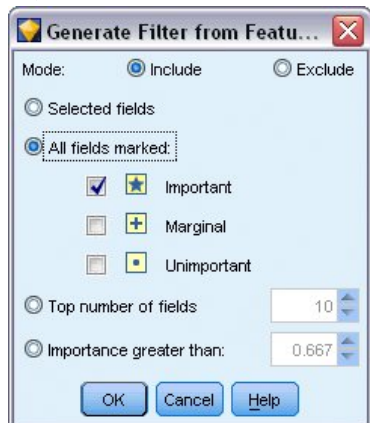 Generate Filter from Featu...
Mode: Include Exclude
Selected fields
All fields marked:
Important
Marginal
Unimportant
Top number of fields 10
Importance greater than: 0.667
OK Cancel Help